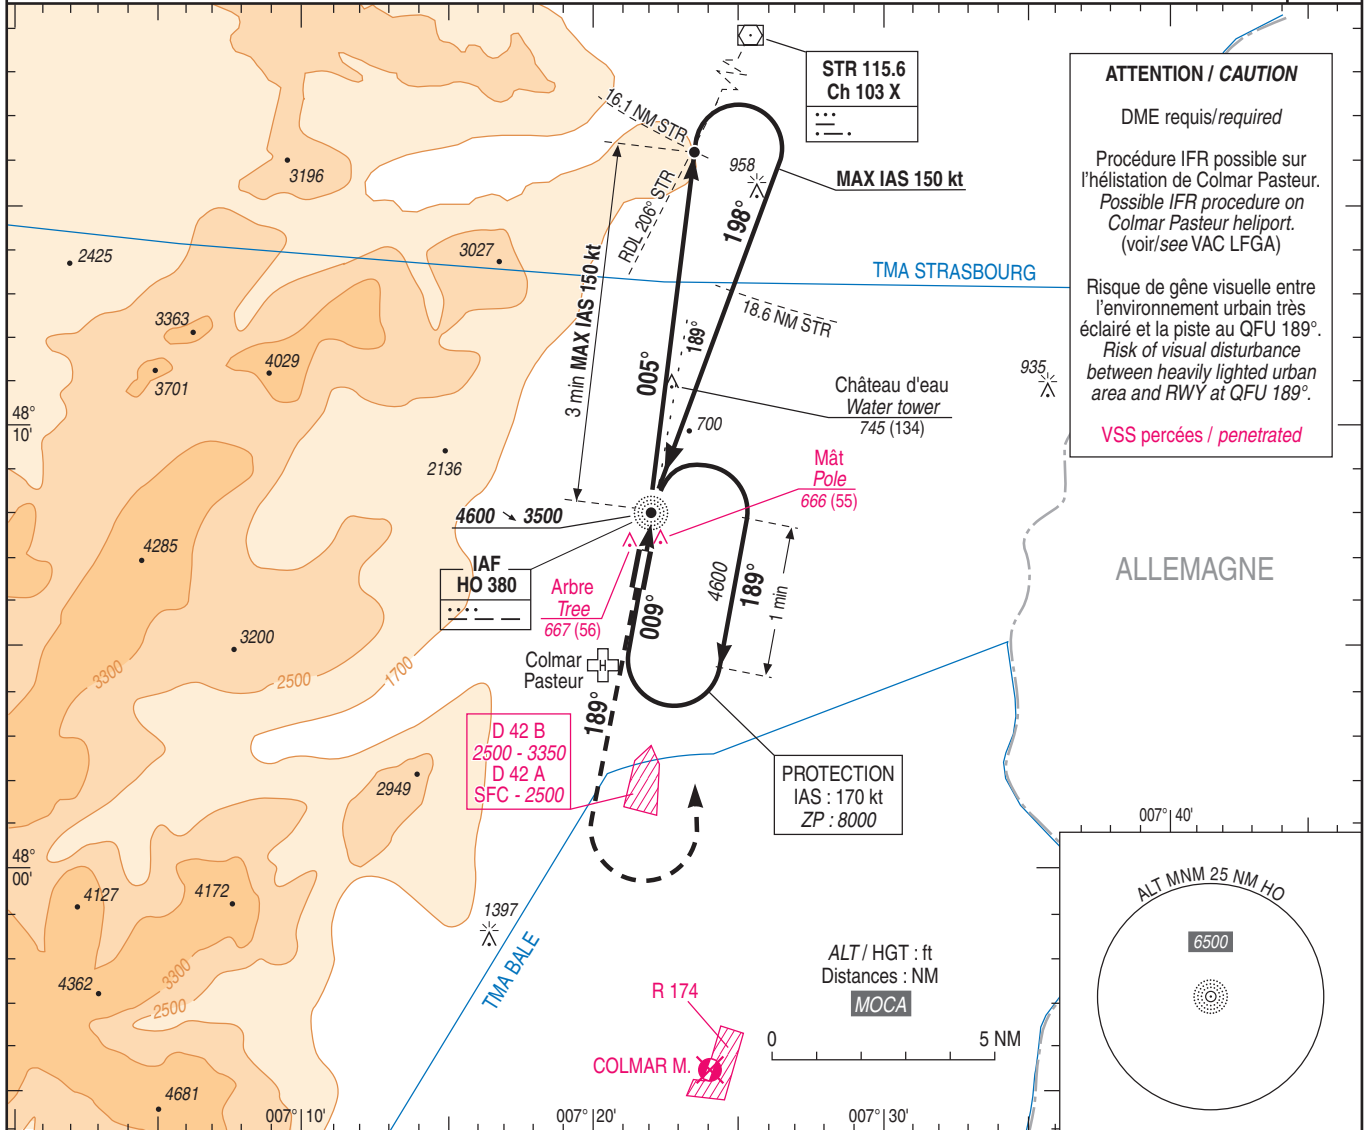 STR 115.6
Ch 103 X
ATTENTION / CAUTION
DME requis/required
Procédure IFR possible sur
l'hélistation de Colmar Pasteur.
Possible IFR procedure on
Colmar Pasteur heliport.
(voir/see VAC LFGA)
Risque de gêne visuelle entre
l'environnement urbain très
éclairé et la piste au QFU 189°.
Risk of visual disturbance
between heavily lighted urban
area and RWY at QFU 189°.
VSS percées / penetrated
16.1 NM STR
958
MAX IAS 150 kt
3196
RDL 206° STR
198°
2425
3027
TMA STRASBOURG
3 min MAX IAS 150 kt
18.6 NM STR
3363
189°
4029
3701
005°
935
Château d'eau
Water tower
745 (134)
48°
10'
700
2136
Mât
Pole
666 (55)
4600 ↘ 3500
4285
IAF
HO 380
Arbre
Tree
667 (56)
009°
4600
189°
1 min
ALLEMAGNE
3200
3300
2500
1700
Colmar
Pasteur
H
189°
D 42 B
2500 - 3350
D 42 A
SFC - 2500
PROTECTION
IAS : 170 kt
ZP : 8000
2949
007° 40'
48°
00'
4127
4172
1397
ALT MNM 25 NM HO
6500
TMA BALE
ALT / HGT : ft
Distances : NM
MOCA
3300
4362
2500
R 174
0
5 NM
COLMAR M.
4681
007° 10'
007° 20'
007° 30'